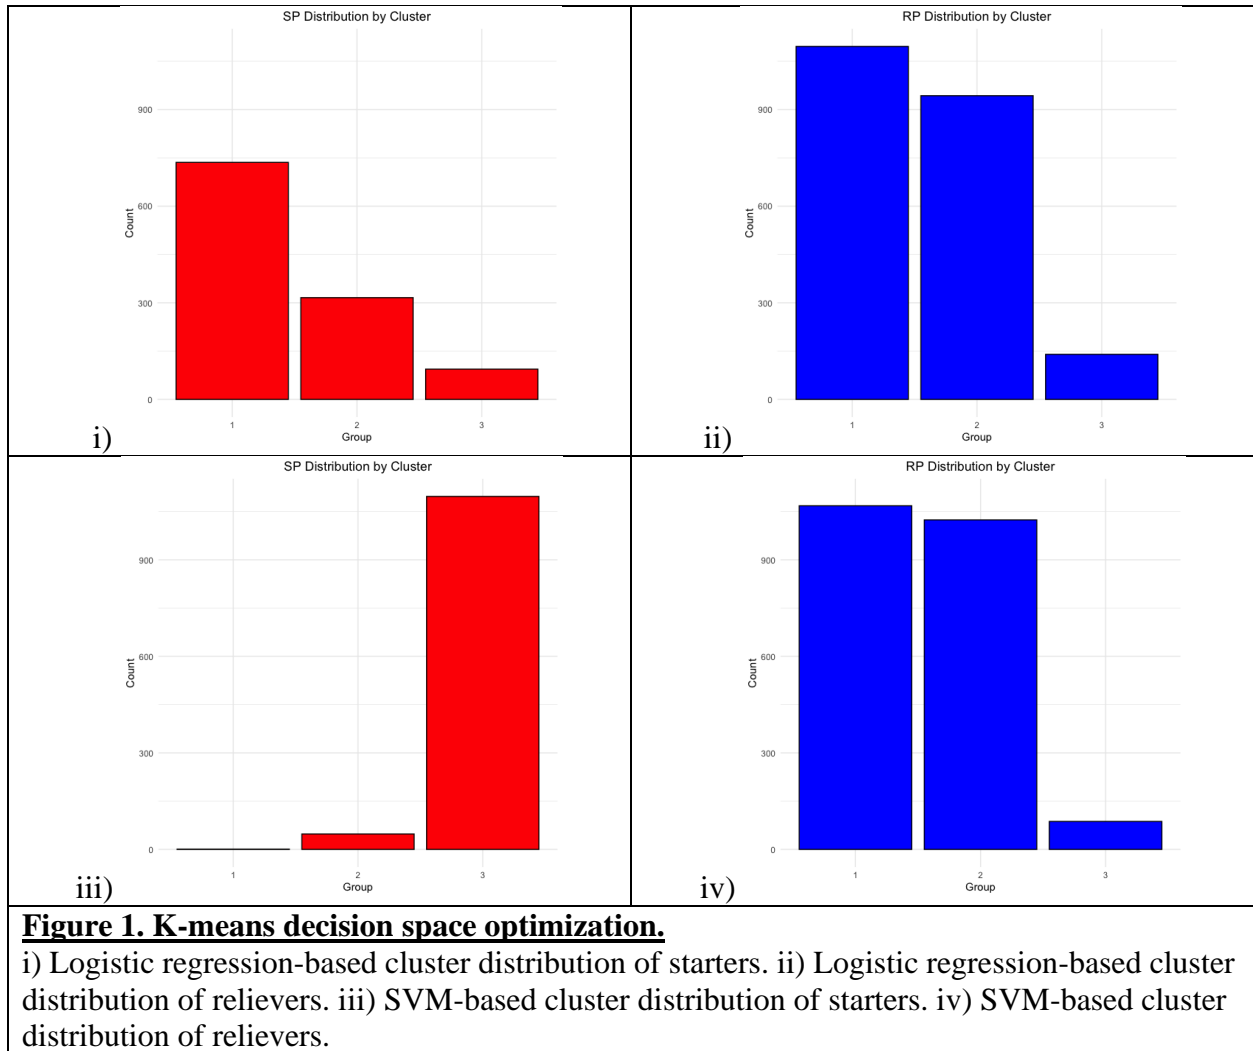 SP Distribution by Cluster
900
600
300
0
Count
1 2 3
Group
i)
RP Distribution by Cluster
900
600
300
0
Count
1 2 3
Group
ii)
SP Distribution by Cluster
900
600
300
0
Count
1 2 3
Group
iii)
RP Distribution by Cluster
900
600
300
0
Count
1 2 3
Group
iv)
Figure 1. K-means decision space optimization.
i) Logistic regression-based cluster distribution of starters. ii) Logistic regression-based cluster
distribution of relievers. iii) SVM-based cluster distribution of starters. iv) SVM-based cluster
distribution of relievers.